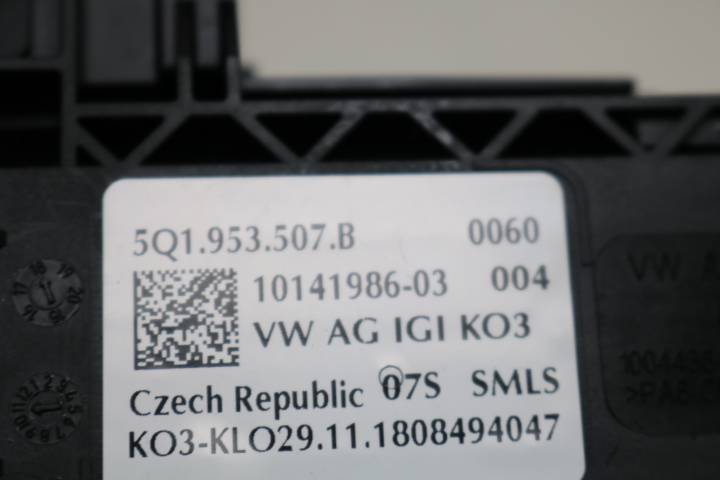 5Q1.953.507.B 0060
10141986-03 004
VW AG IGI KO3
Czech Republic 07S SMLS
KO3-KLO29.11.1808494047
VW A